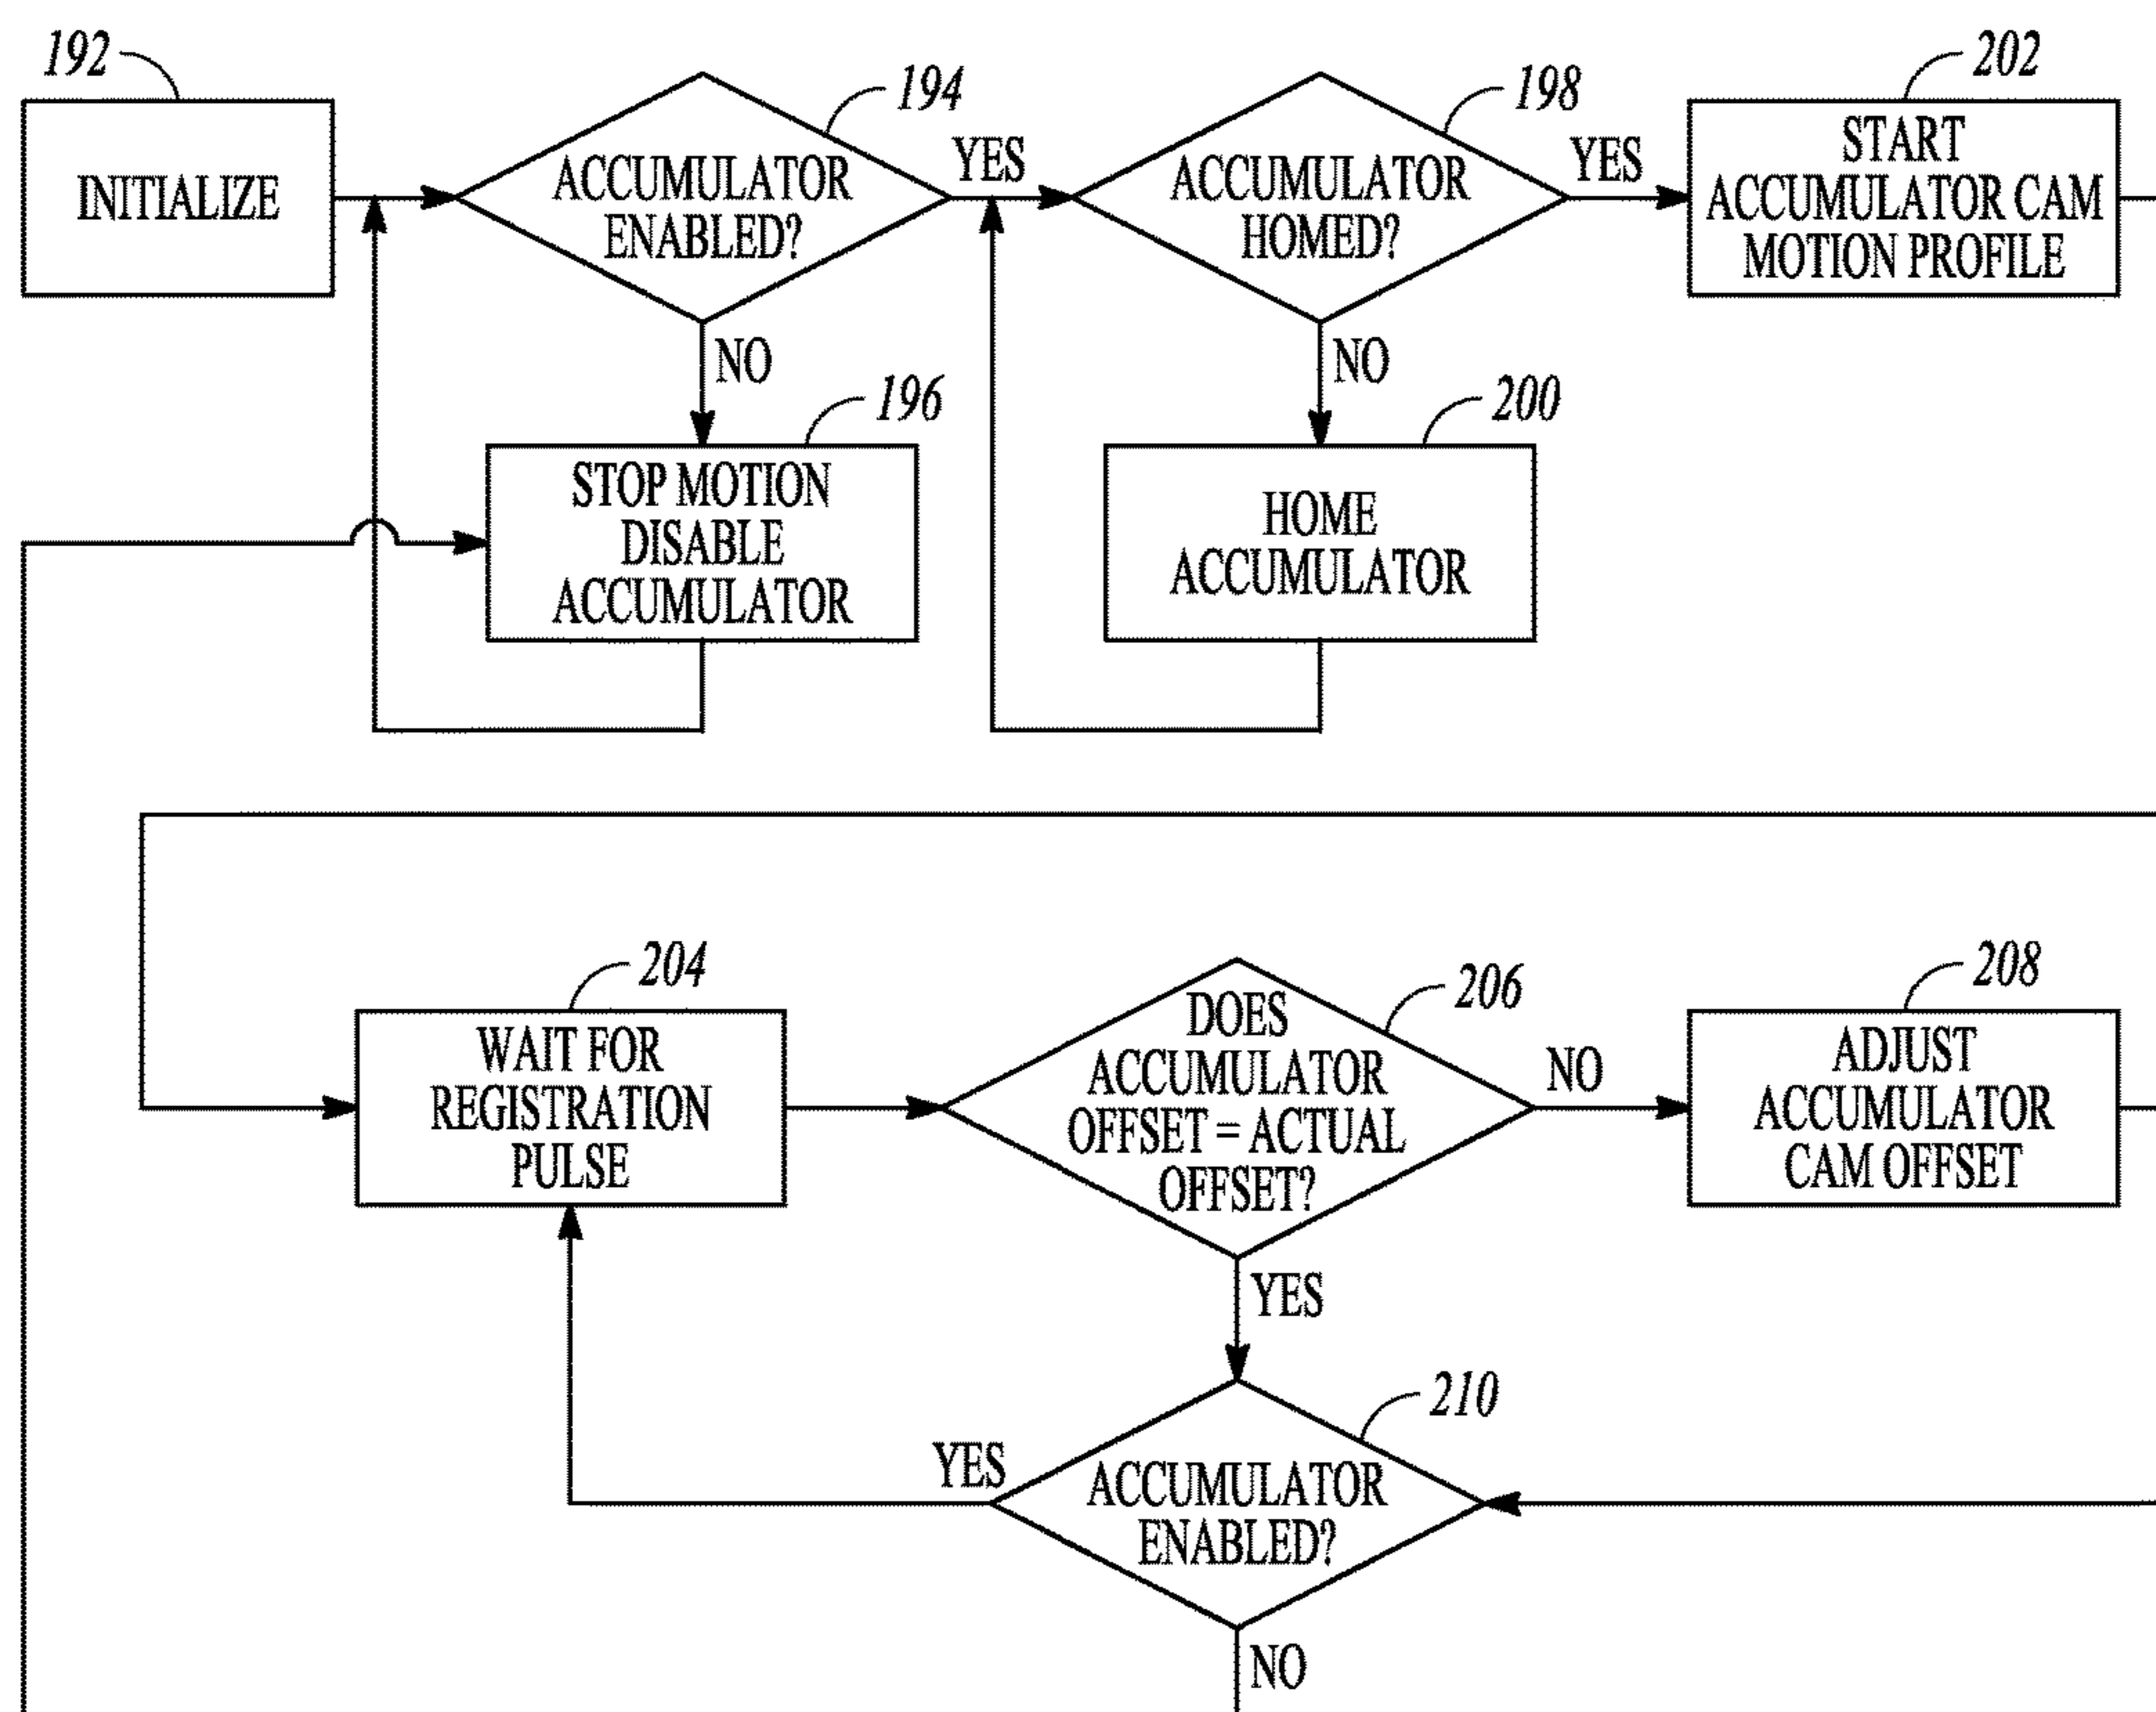 192
INITIALIZE
194
ACCUMULATOR
ENABLED?
YES
NO
196
STOP MOTION
DISABLE
ACCUMULATOR
198
ACCUMULATOR
HOMED?
YES
NO
200
HOME
ACCUMULATOR
202
START
ACCUMULATOR CAM
MOTION PROFILE
204
WAIT FOR
REGISTRATION
PULSE
206
DOES
ACCUMULATOR
OFFSET = ACTUAL
OFFSET?
NO
YES
208
ADJUST
ACCUMULATOR
CAM OFFSET
210
ACCUMULATOR
ENABLED?
YES
NO